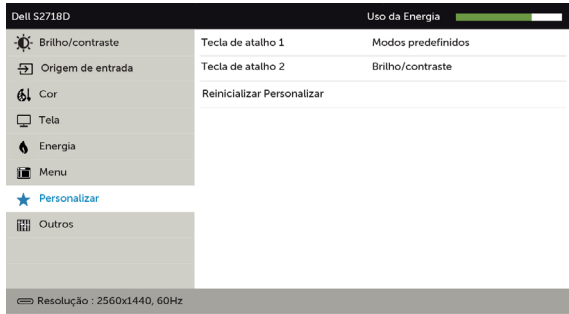 Dell S2718D Uso da Energia
Brilho/contraste
Origem de entrada
Cor
Tela
Energia
Menu
Personalizar
Outros
Tecla de atalho 1 Modos predefinidos
Tecla de atalho 2 Brilho/contraste
Reinicializar Personalizar
Resolução : 2560x1440, 60Hz